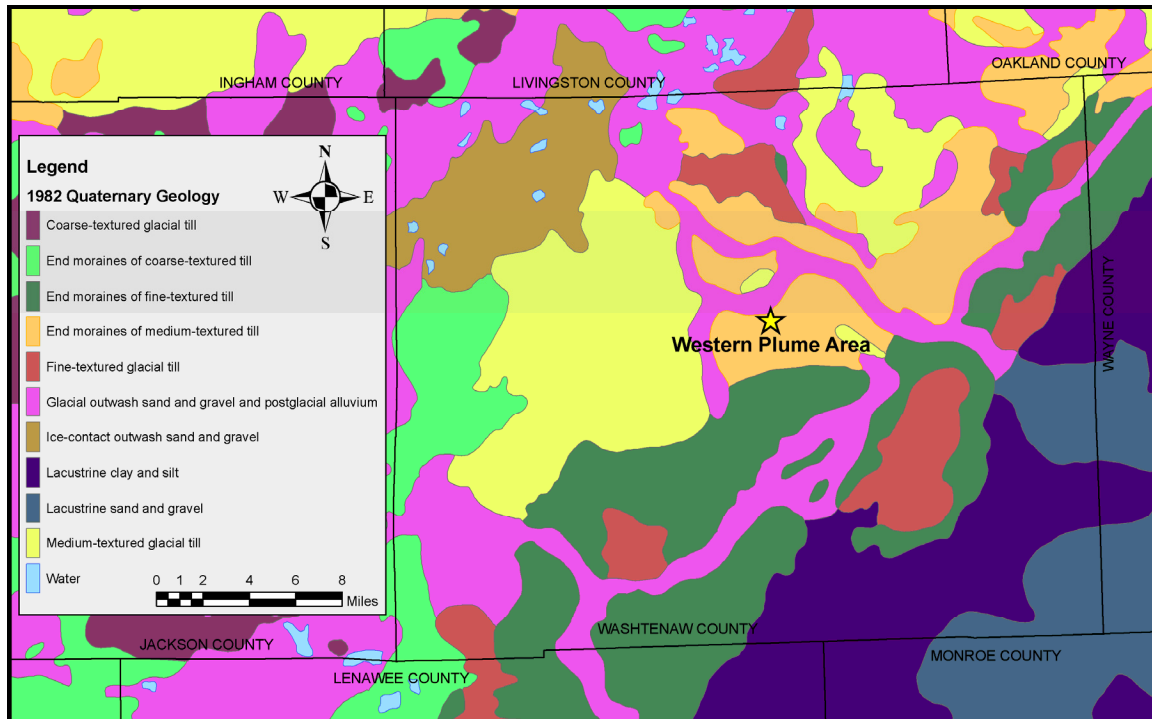 INGHAM COUNTY
LIVINGSTON COUNTY
OAKLAND COUNTY
Legend
1982 Quaternary Geology
N
W
E
S
Coarse-textured glacial till
End moraines of coarse-textured till
End moraines of fine-textured till
End moraines of medium-textured till
Fine-textured glacial till
Glacial outwash sand and gravel and postglacial alluvium
Ice-contact outwash sand and gravel
Lacustrine clay and silt
Lacustrine sand and gravel
Medium-textured glacial till
Water
0 1 2 4 6 8
Miles
Western Plume Area
WAYNE COUNTY
JACKSON COUNTY
WASHTENAW COUNTY
LENAWEE COUNTY
MONROE COUNTY